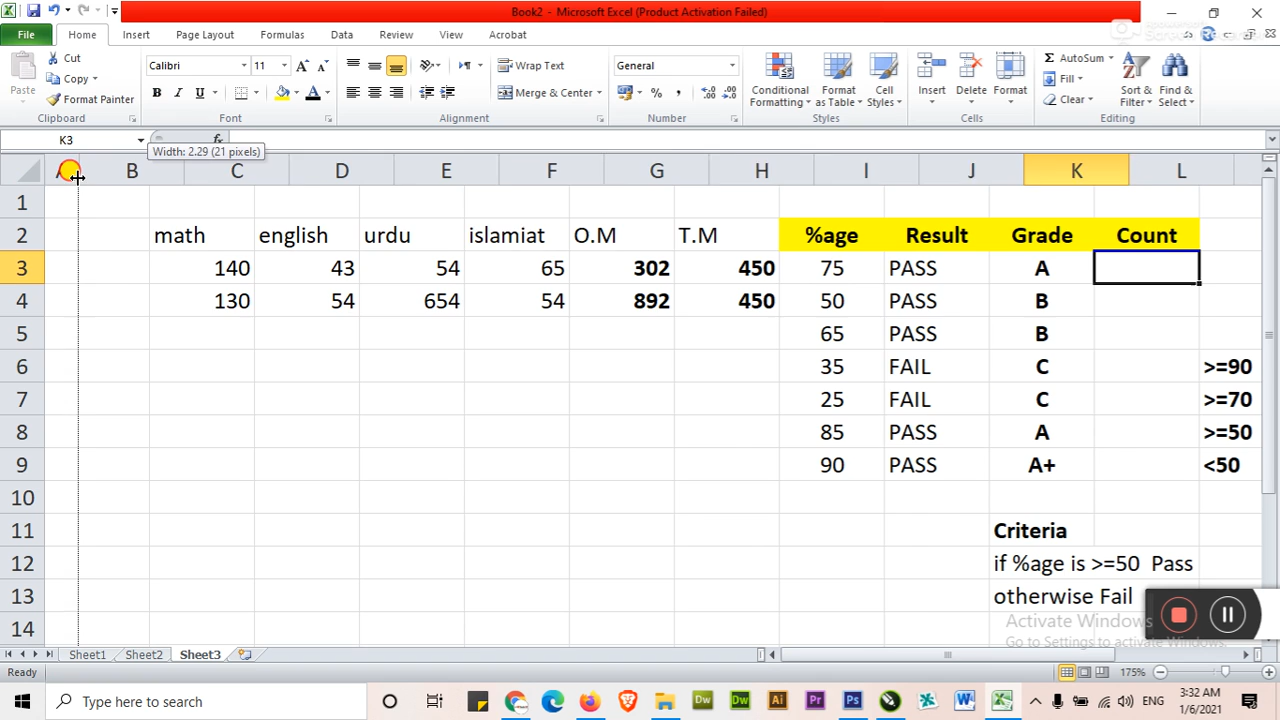 Book2 - Microsoft Excel (Product Activation Failed)
File Home Insert Page Layout Formulas Data Review View Developer Acrobat
Cut
Copy
Format Painter
Paste
Clipboard
Calibri 11
B I U
Font
Wrap Text
Merge & Center
Alignment
General
Number
Conditional Formatting
Format as Table
Cell Styles
Styles
Insert Delete Format
Cells
AutoSum
Fill
Clear
Sort & Filter
Find & Select
Editing
K3
fx
Width: 2.29 (21 pixels)
B C D E F G H I J K L
1
2 math english urdu islamiat O.M T.M %age Result Grade Count
3 140 43 54 65 302 450 75 PASS A
4 130 54 654 54 892 450 50 PASS B
5 65 PASS B
6 35 FAIL C >=90
7 25 FAIL C >=70
8 85 PASS A >=50
9 90 PASS A+ <50
10
11 Criteria
12 if %age is >=50 Pass
13 otherwise Fail
14
Activate Windows
Go to Settings to activate Windows.
Sheet1 Sheet2 Sheet3
Ready
175%
Type here to search
Dw Dw Ai Pr Ps
ENG
3:32 AM
1/6/2021